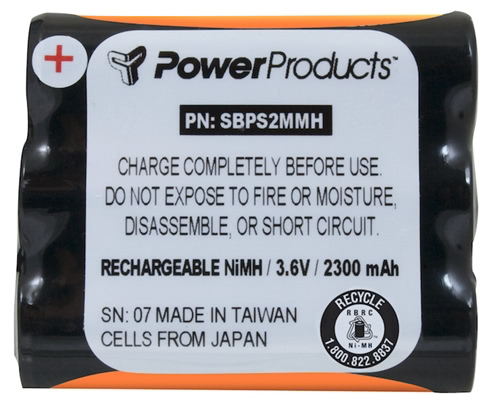 +
PowerProducts™
PN: SBPS2MMH
CHARGE COMPLETELY BEFORE USE.
DO NOT EXPOSE TO FIRE OR MOISTURE,
DISASSEMBLE, OR SHORT CIRCUIT.
RECHARGEABLE NiMH / 3.6V / 2300 mAh
SN: 07 MADE IN TAIWAN
CELLS FROM JAPAN
RECYCLE
RBRC
Ni-MH
1.800.822.8837